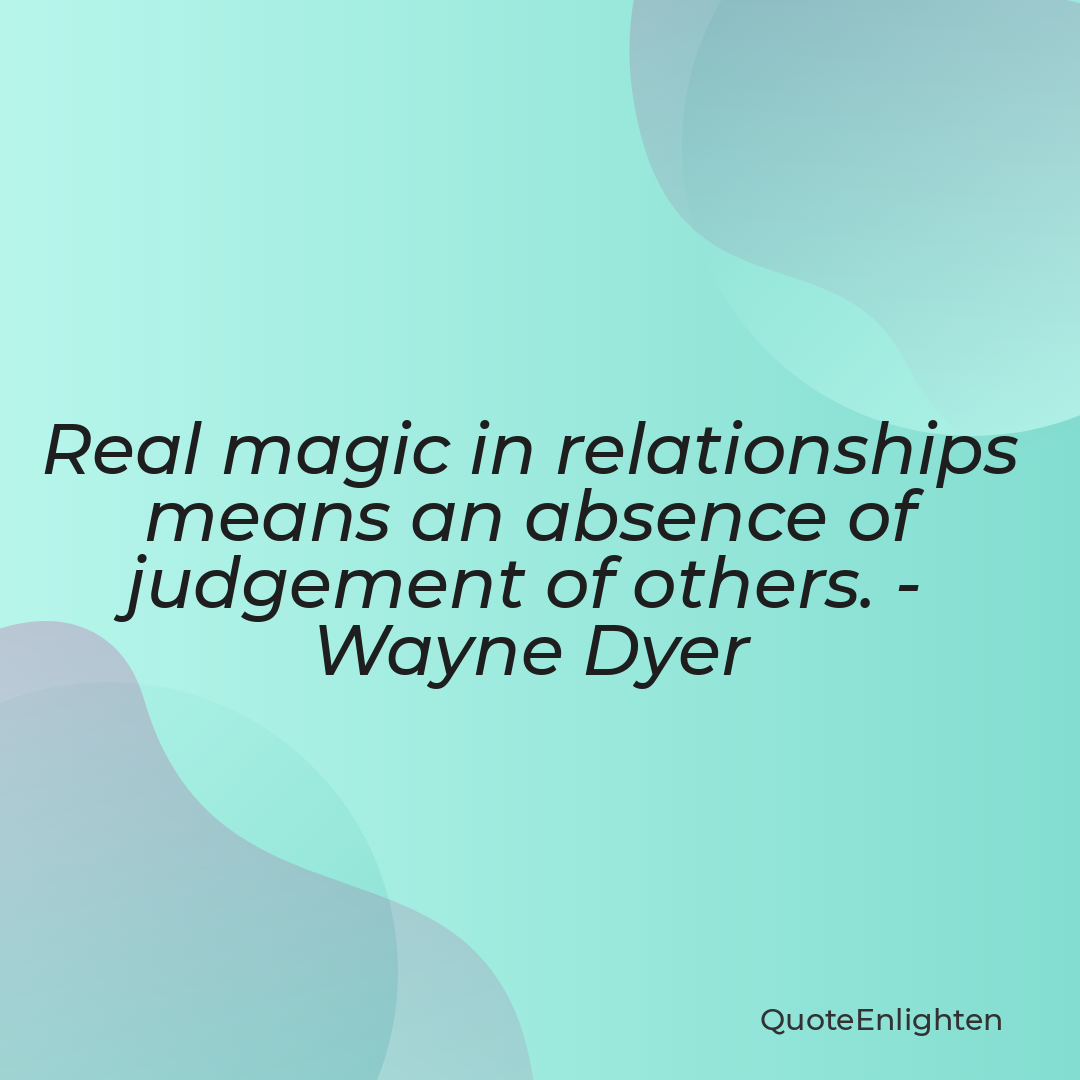 Real magic in relationships
means an absence of
judgement of others. -
Wayne Dyer
QuoteEnlighten